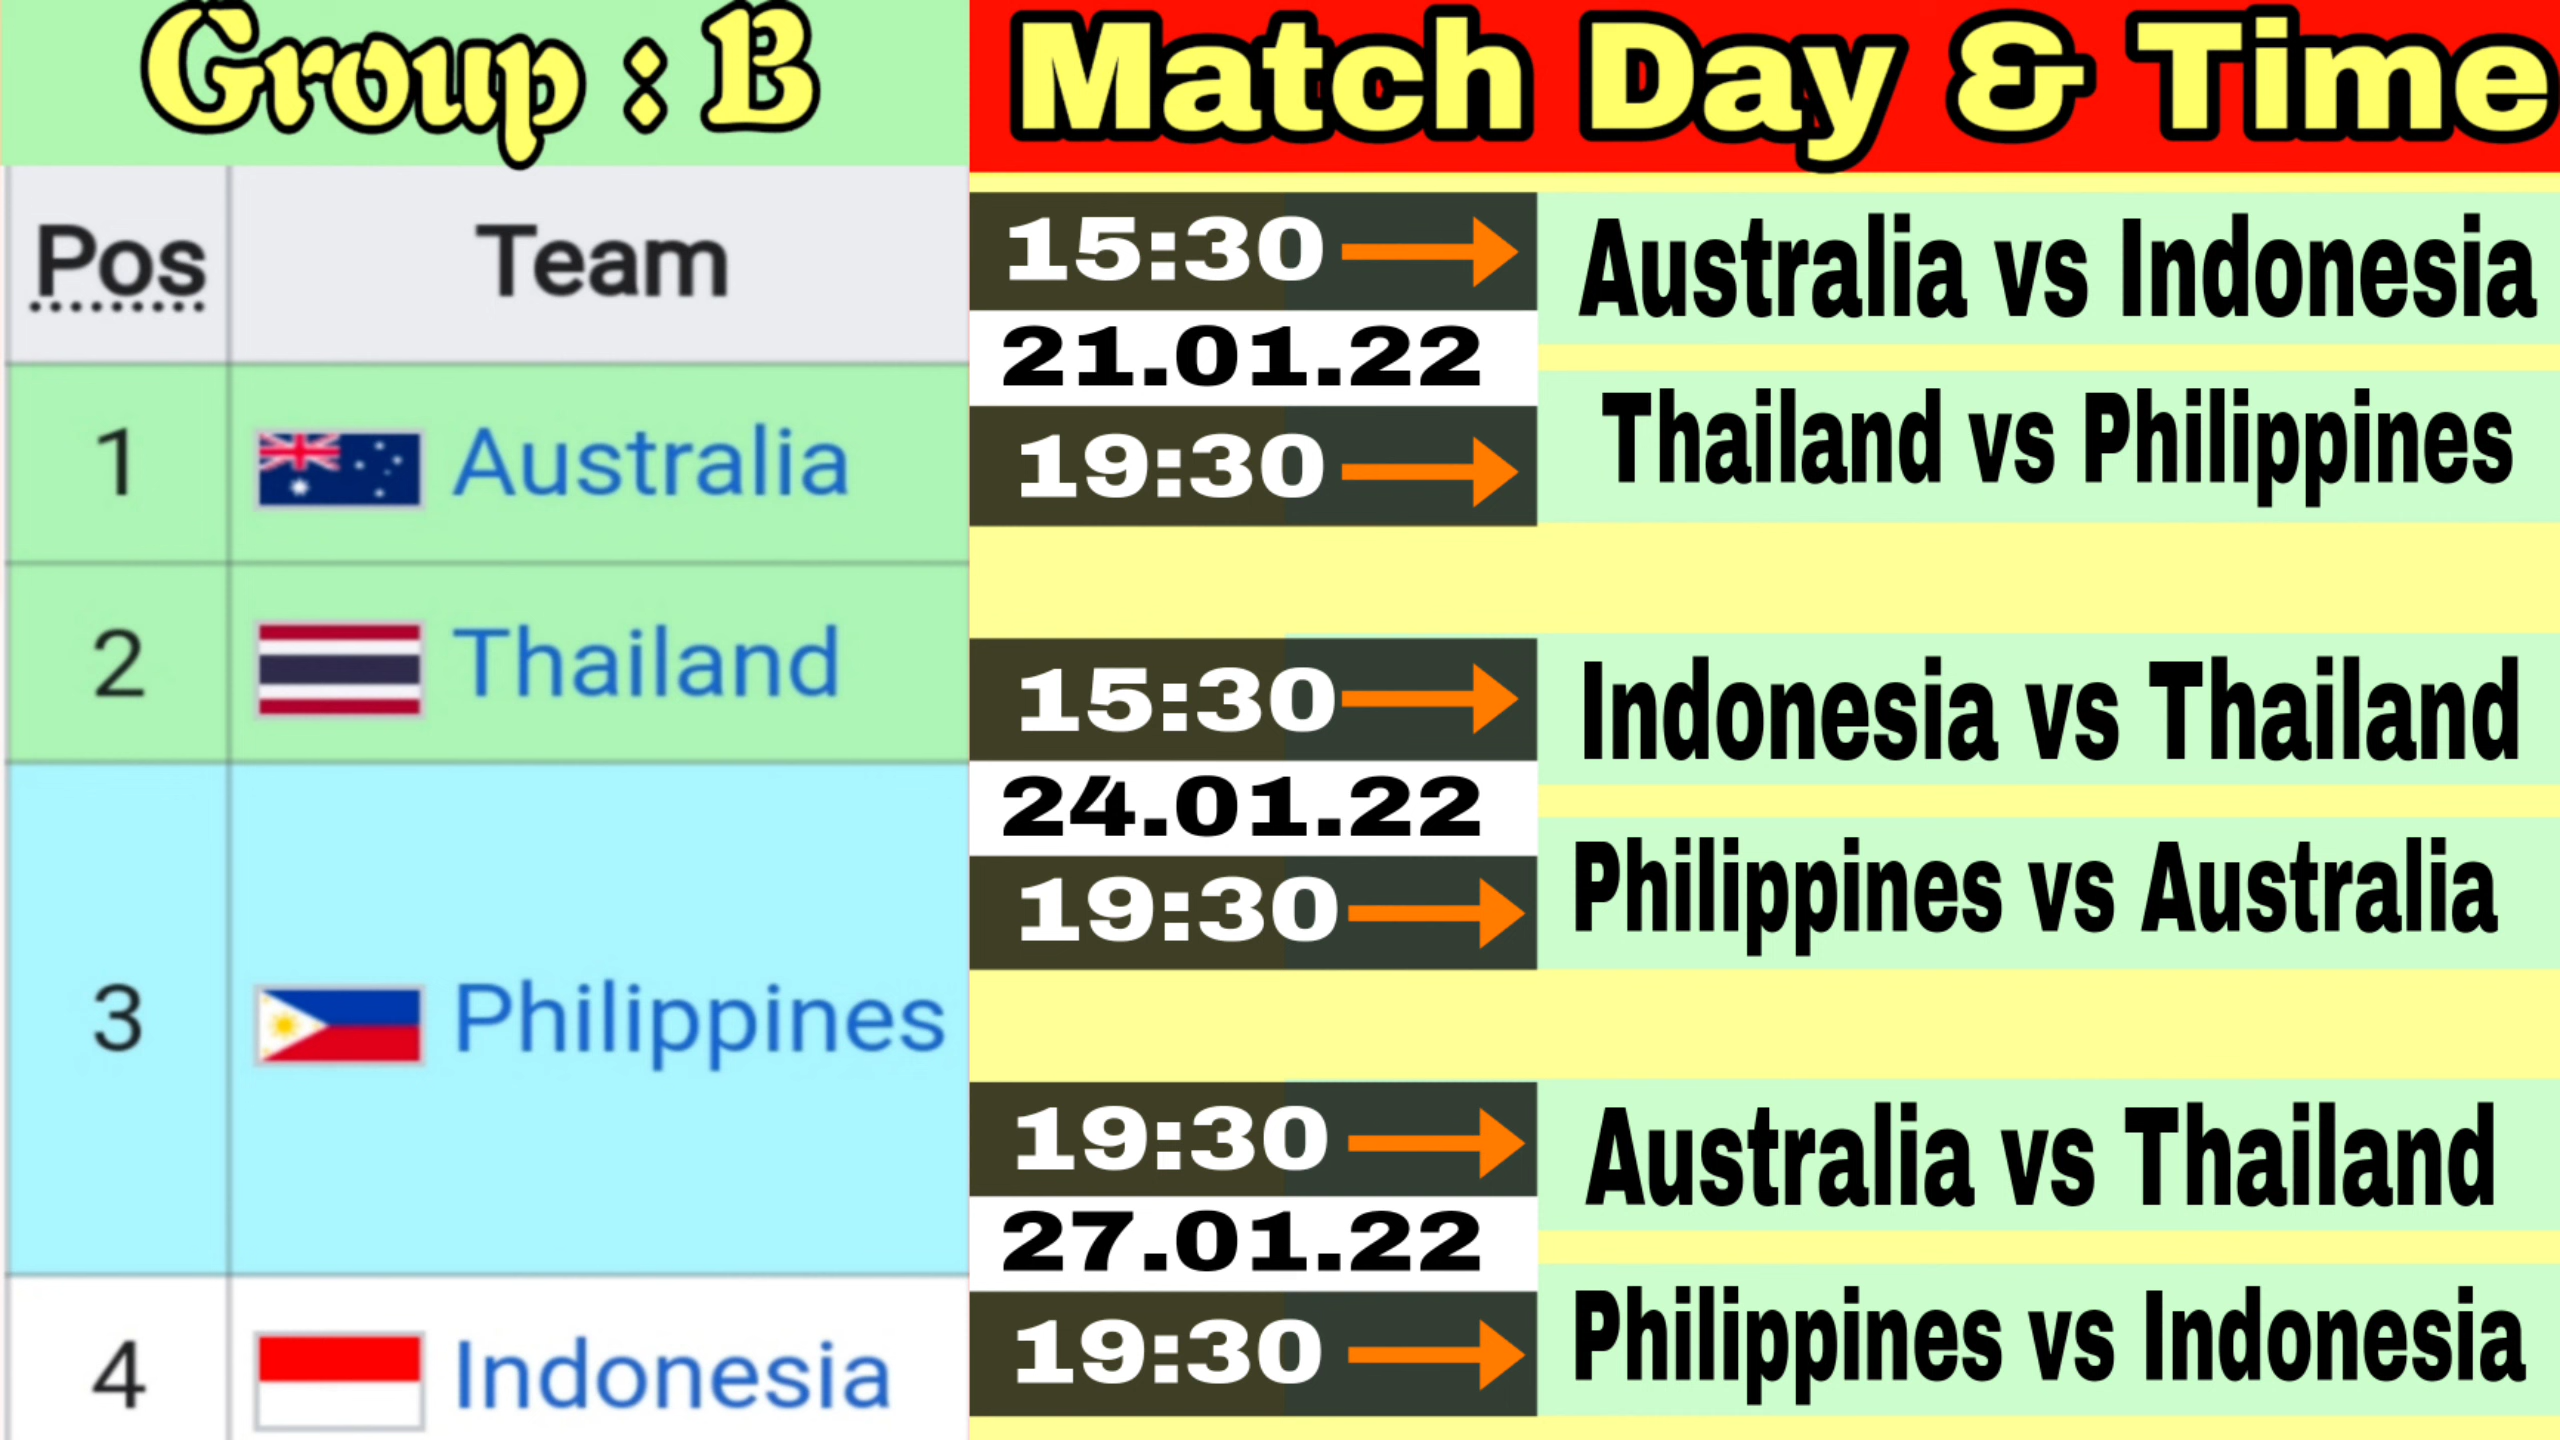 Group : B
Pos Team
1 Australia
2 Thailand
3 Philippines
4 Indonesia
Match Day & Time
15:30 Australia vs Indonesia
21.01.22
19:30 Thailand vs Philippines
15:30 Indonesia vs Thailand
24.01.22
19:30 Philippines vs Australia
19:30 Australia vs Thailand
27.01.22
19:30 Philippines vs Indonesia